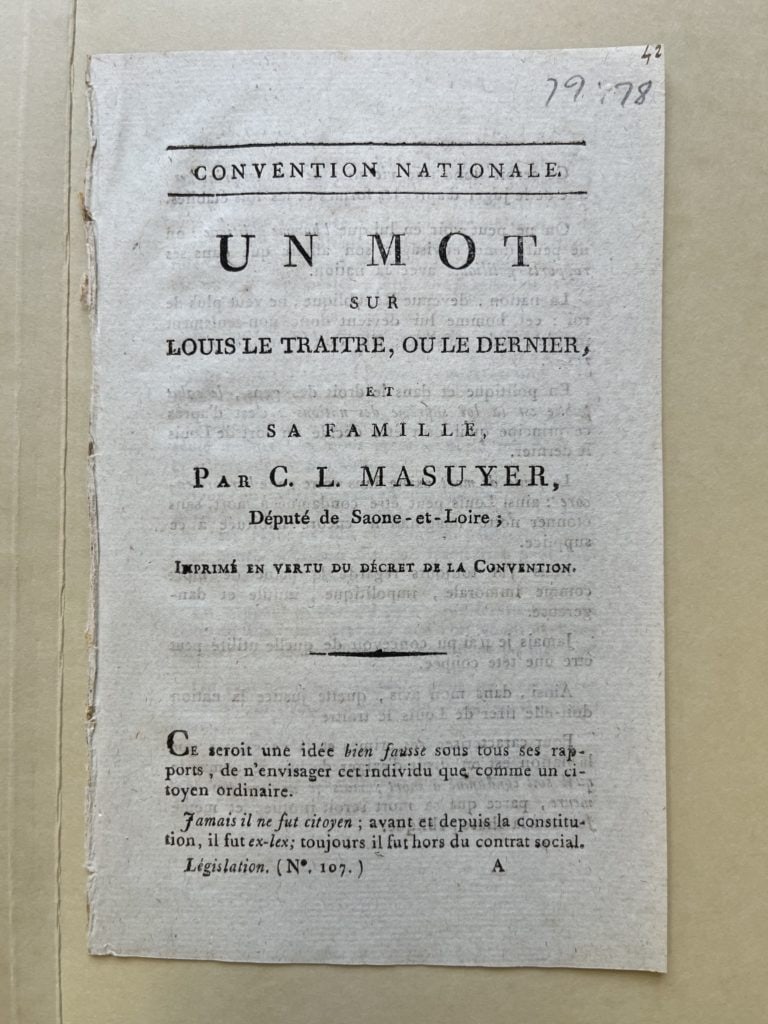 42
79:78
CONVENTION NATIONALE.
UN MOT
SUR
LOUIS LE TRAITRE, OU LE DERNIER,
ET
SA FAMILLE,
PAR C. L. MASUYER,
Député de Saone-et-Loire;
IMPRIMÉ EN VERTU DU DÉCRET DE LA CONVENTION.
CE seroit une idée bien fausse sous tous ses rap-
ports, de n'envisager cet individu que comme un ci-
toyen ordinaire.
Jamais il ne fut citoyen; avant et depuis la constitu-
tion, il fut ex-lex; toujours il fut hors du contrat social.
Législation. (N°. 107.) A